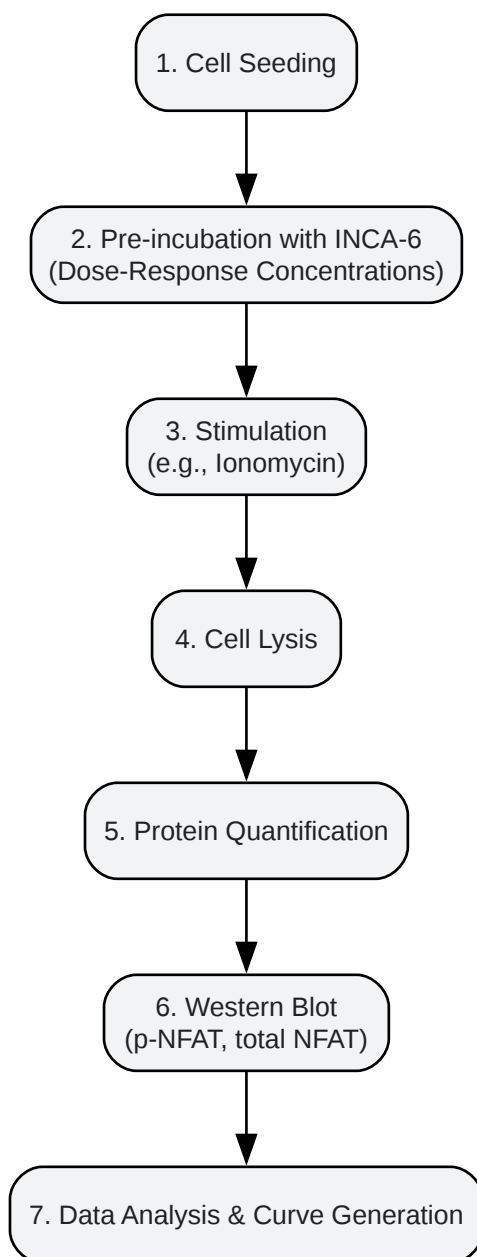 1. Cell Seeding
2. Pre-incubation with INCA-6
(Dose-Response Concentrations)
3. Stimulation
(e.g., Ionomycin)
4. Cell Lysis
5. Protein Quantification
6. Western Blot
(p-NFAT, total NFAT)
7. Data Analysis & Curve Generation